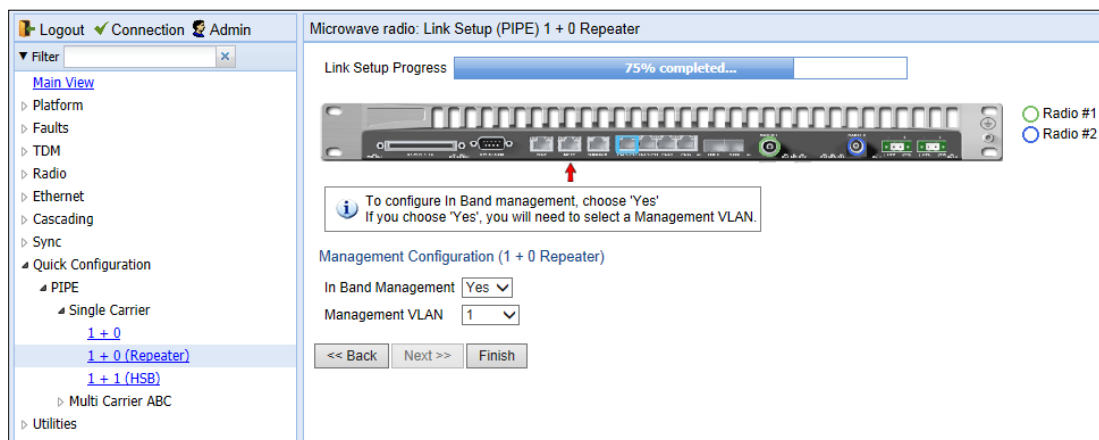 Logout Connection Admin
Microwave radio: Link Setup (PIPE) 1 + 0 Repeater
Filter
Main View
Platform
Faults
TDM
Radio
Ethernet
Cascading
Sync
Quick Configuration
PIPE
Single Carrier
1 + 0
1 + 0 (Repeater)
1 + 1 (HSB)
Multi Carrier ABC
Utilities
Link Setup Progress 75% completed...
Radio #1
Radio #2
To configure In Band management, choose 'Yes'
If you choose 'Yes', you will need to select a Management VLAN.
Management Configuration (1 + 0 Repeater)
In Band Management Yes
Management VLAN 1
<< Back Next >> Finish